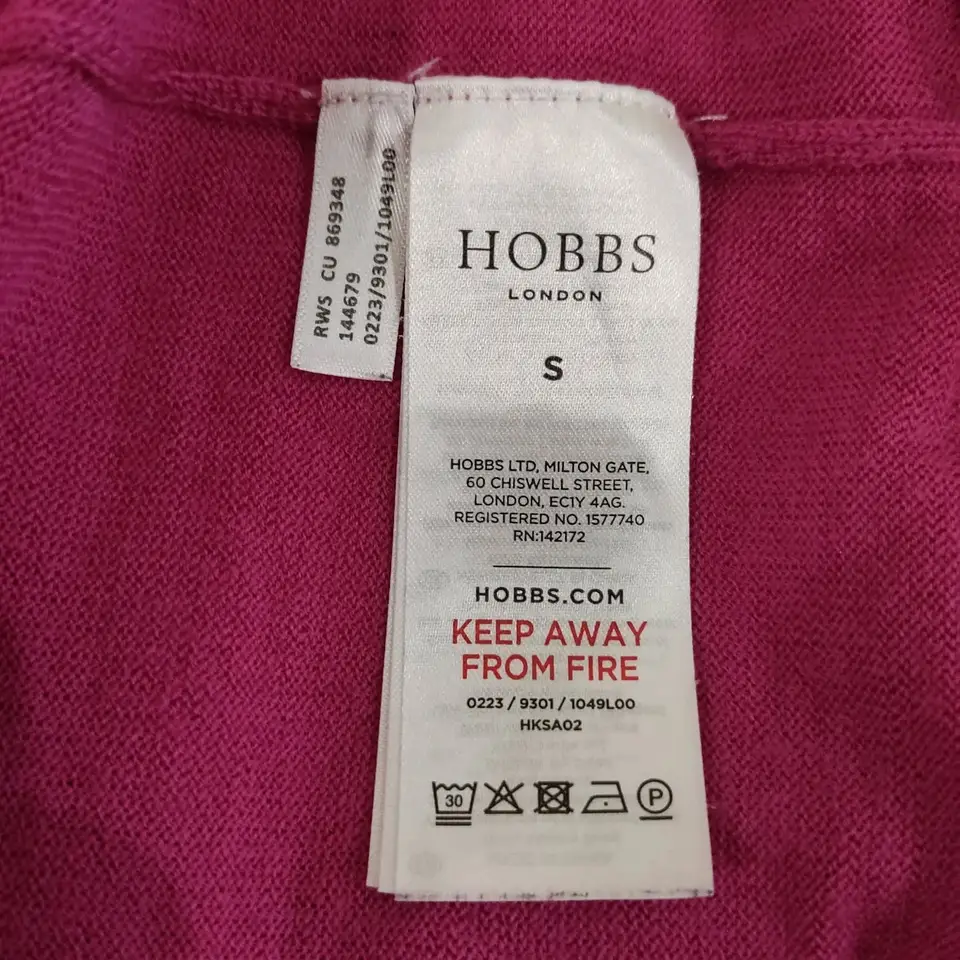 RWS CU 869348
144679
0223/9301/1049L00
HOBBS
LONDON
S
HOBBS LTD, MILTON GATE,
60 CHISWELL STREET,
LONDON, EC1Y 4AG.
REGISTERED NO. 1577740
RN:142172
HOBBS.COM
KEEP AWAY
FROM FIRE
0223 / 9301 / 1049L00
HKSA02
30
P